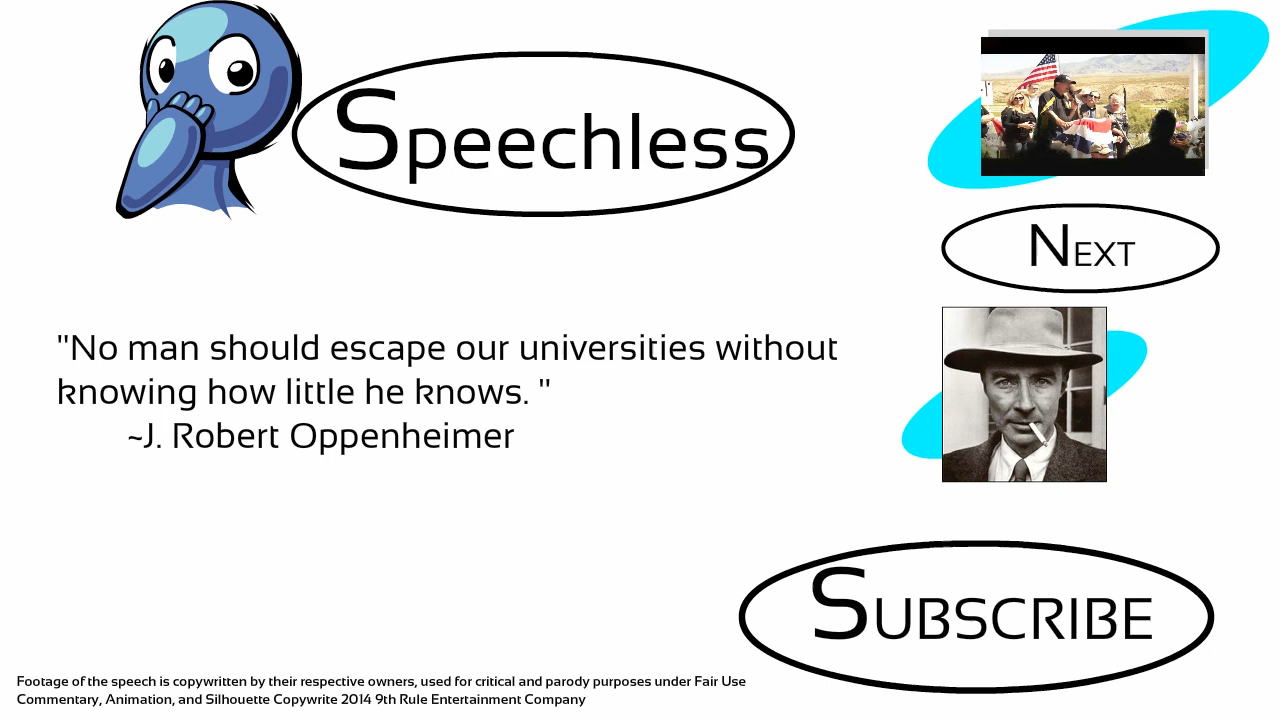 Speechless
Next
"No man should escape our universities without
knowing how little he knows. "
~J. Robert Oppenheimer
Subscribe
Footage of the speech is copywritten by their respective owners, used for critical and parody purposes under Fair Use
Commentary, Animation, and Silhouette Copywrite 2014 9th Rule Entertainment Company